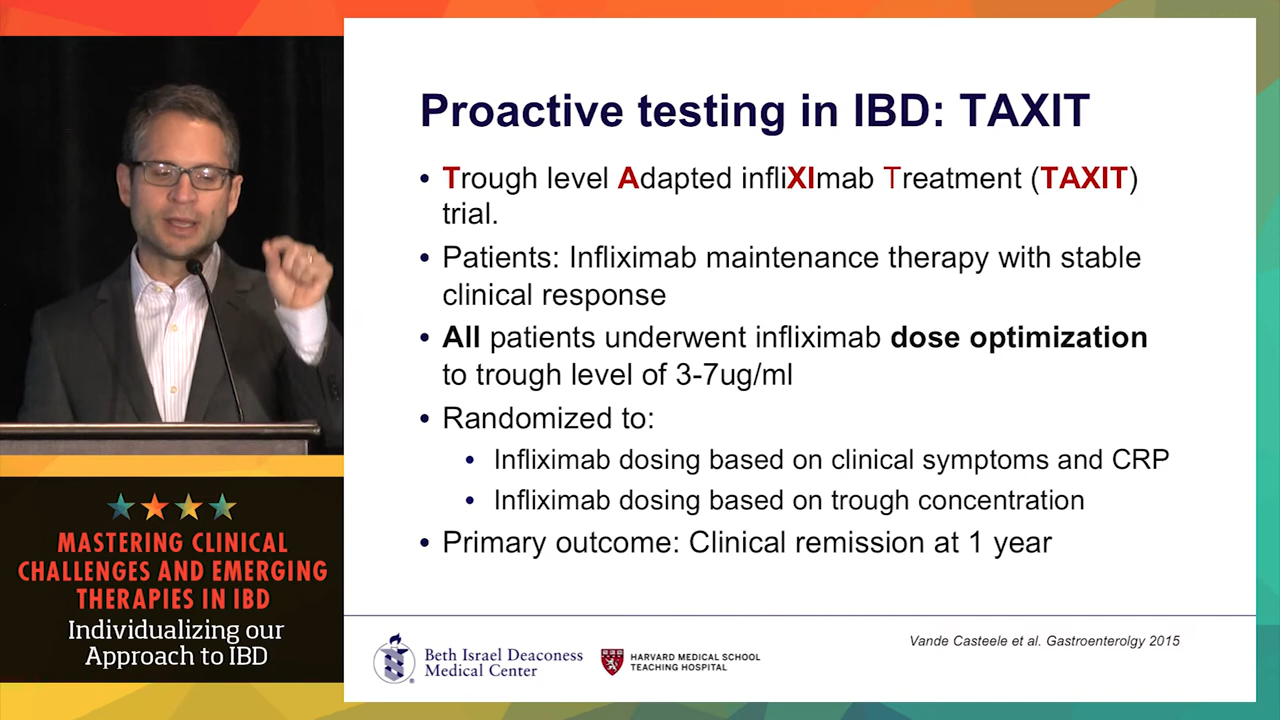 Proactive testing in IBD: TAXIT
• Trough level Adapted infliXImab Treatment (TAXIT)
trial.
• Patients: Infliximab maintenance therapy with stable
clinical response
• All patients underwent infliximab dose optimization
to trough level of 3-7ug/ml
• Randomized to:
• Infliximab dosing based on clinical symptoms and CRP
• Infliximab dosing based on trough concentration
• Primary outcome: Clinical remission at 1 year
Vande Casteele et al. Gastroenterolgy 2015
Beth Israel Deaconess
Medical Center
HARVARD MEDICAL SCHOOL
TEACHING HOSPITAL
MASTERING CLINICAL
CHALLENGES AND EMERGING
THERAPIES IN IBD
Individualizing our
Approach to IBD